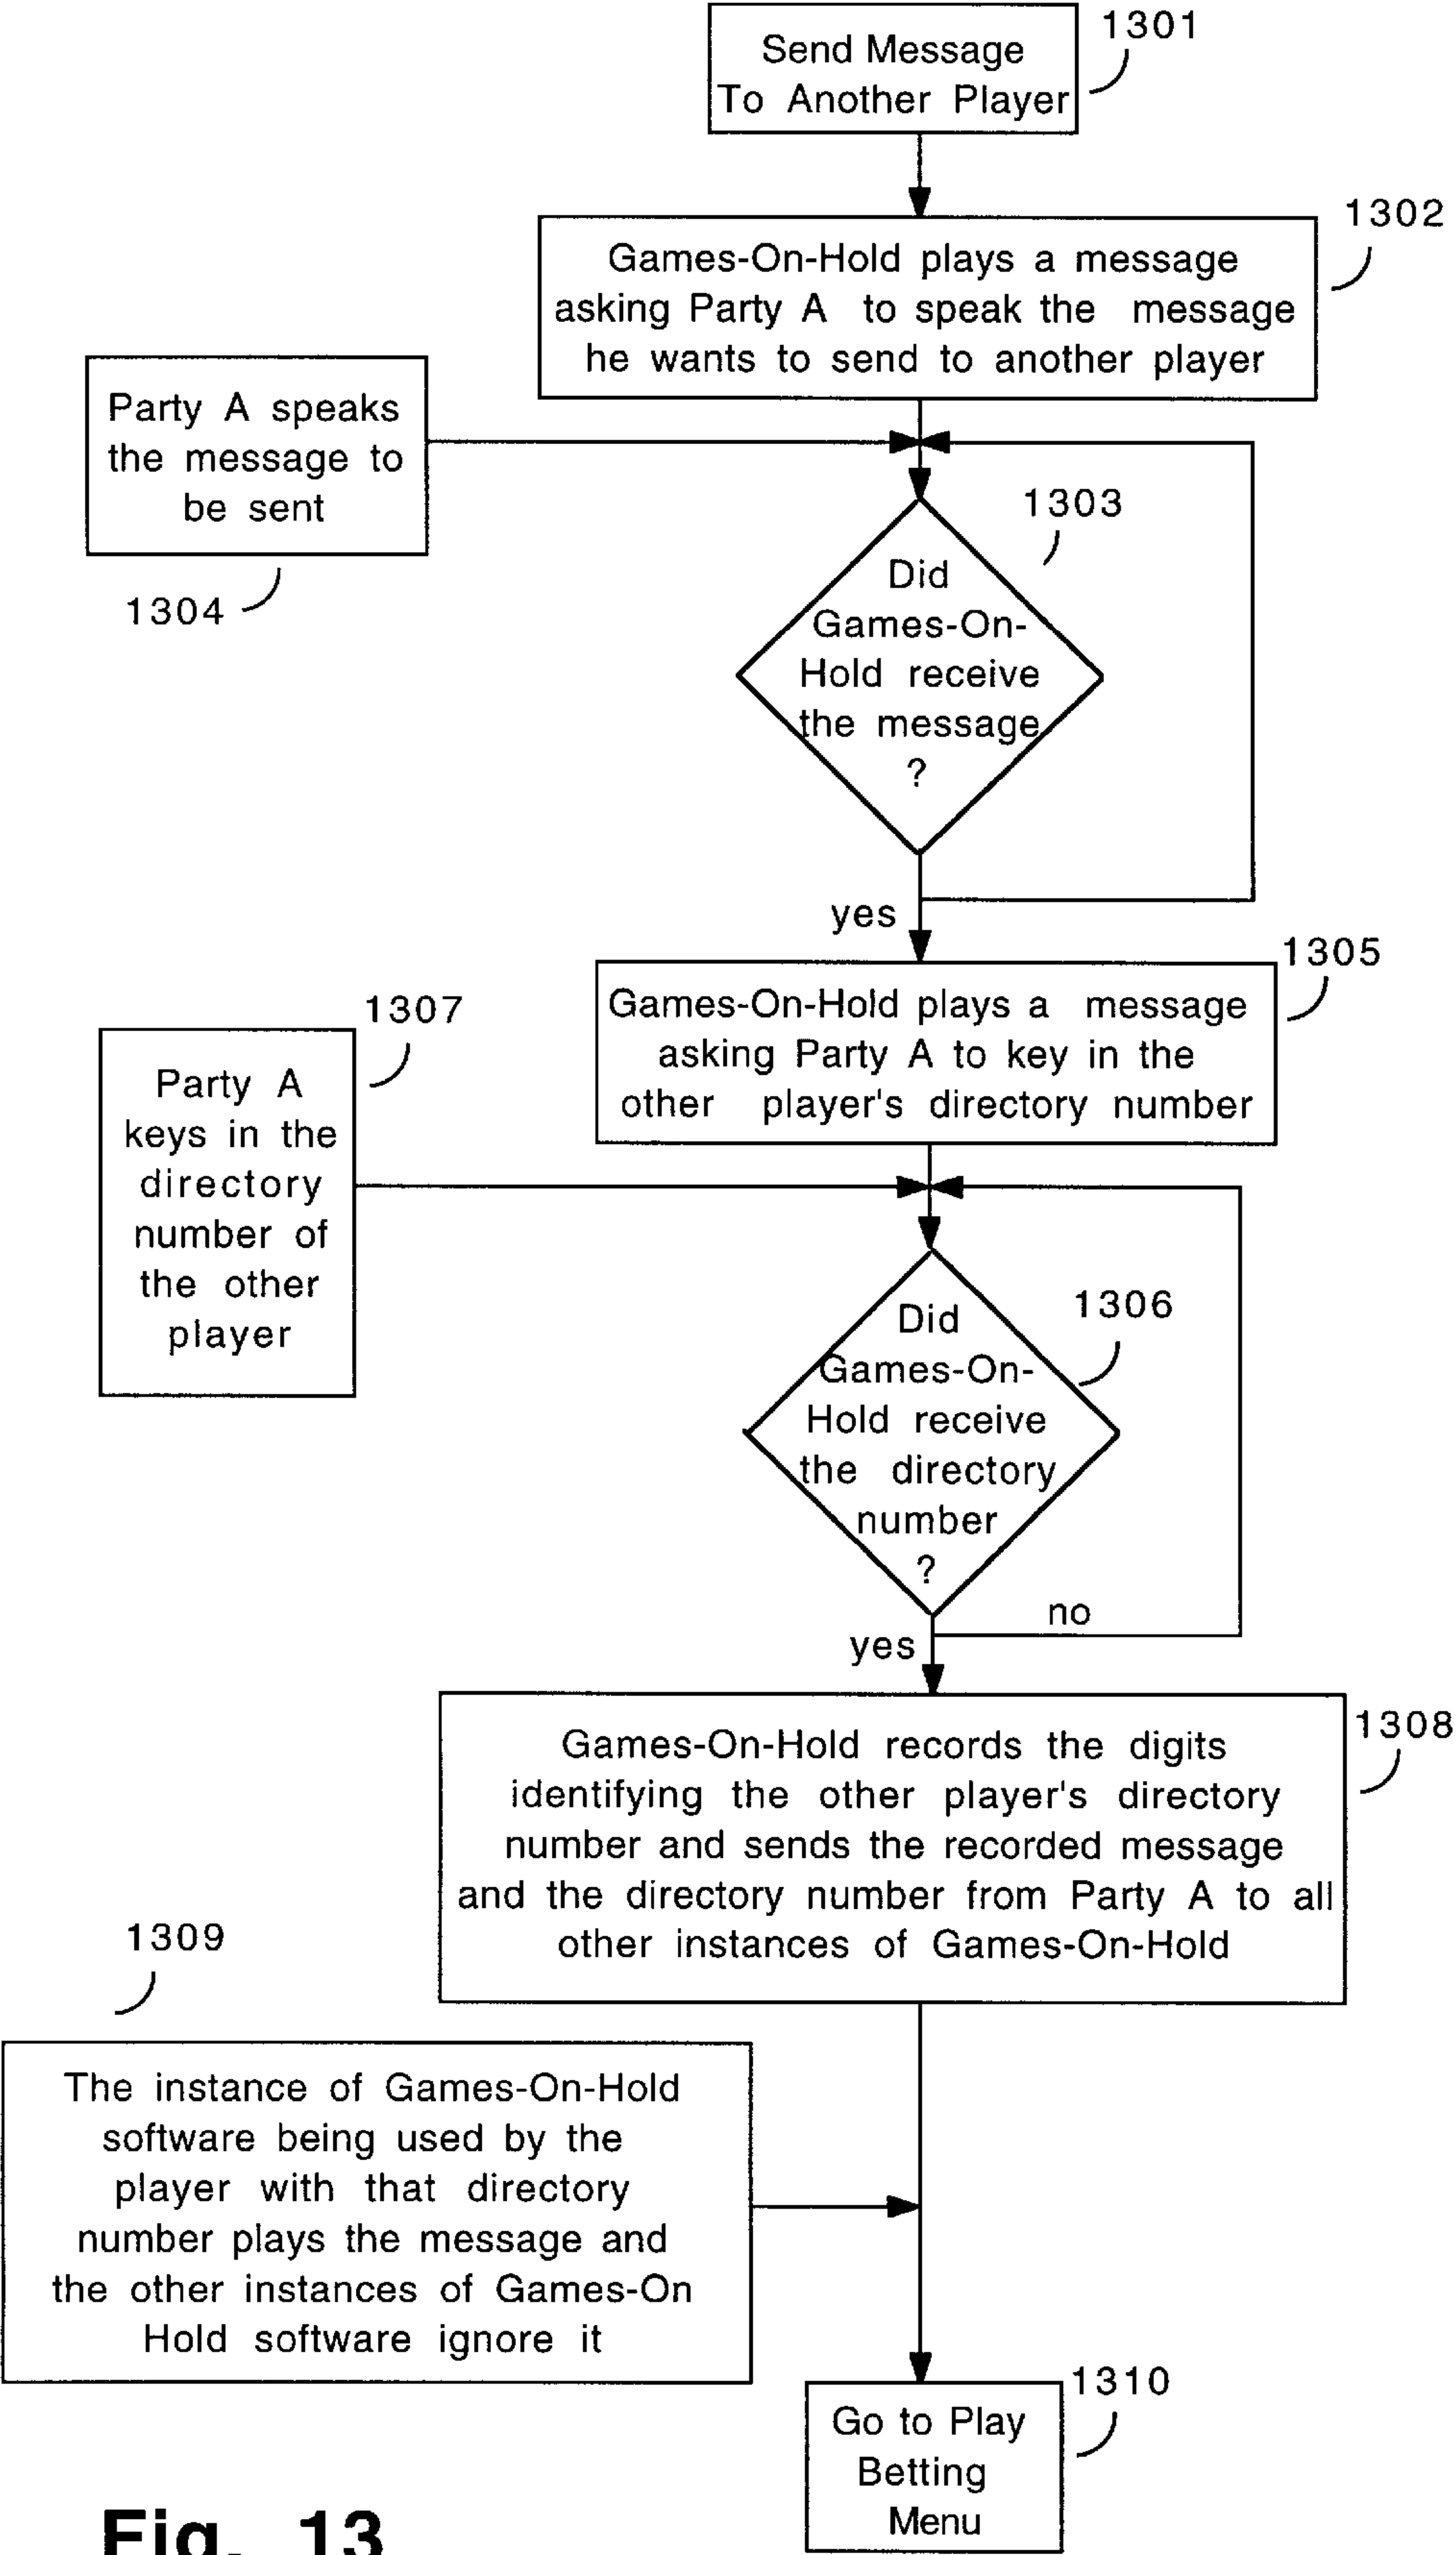 1301
Send Message
To Another Player
1302
Games-On-Hold plays a message
asking Party A to speak the message
he wants to send to another player
Party A speaks
the message to
be sent
1304
1303
Did
Games-On-
Hold receive
the message
?
yes
1305
Games-On-Hold plays a message
asking Party A to key in the
other player's directory number
1307
Party A
keys in the
directory
number of
the other
player
1306
Did
Games-On-
Hold receive
the directory
number
?
no
yes
1308
Games-On-Hold records the digits
identifying the other player's directory
number and sends the recorded message
and the directory number from Party A to all
other instances of Games-On-Hold
1309
The instance of Games-On-Hold
software being used by the
player with that directory
number plays the message and
the other instances of Games-On
Hold software ignore it
1310
Go to Play
Betting
Menu
Fig. 13